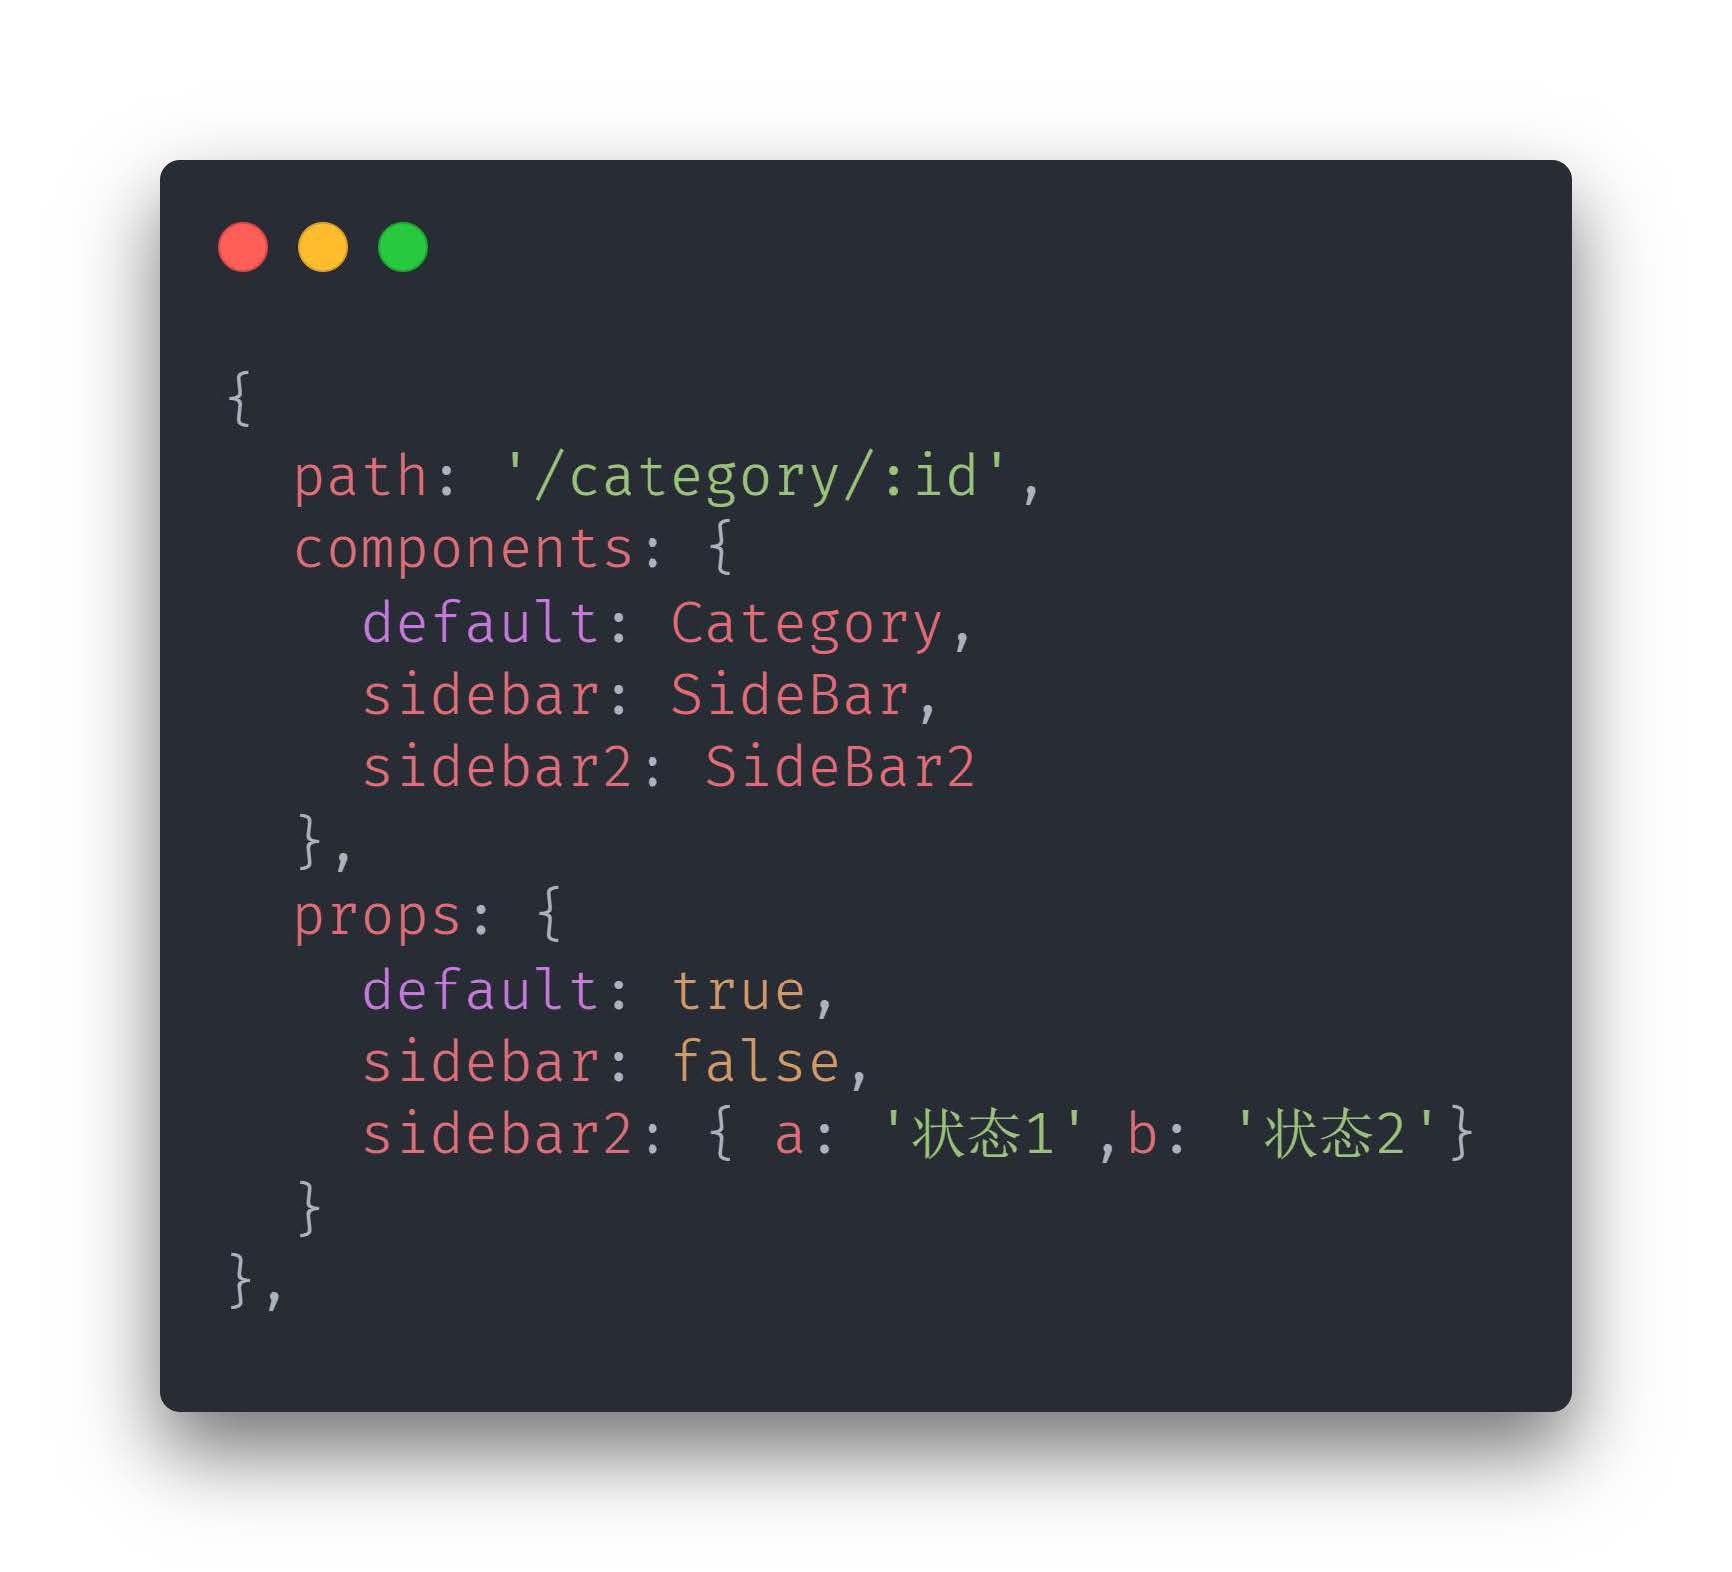 {
  path: '/category/:id',
  components: {
    default: Category,
    sidebar: SideBar,
    sidebar2: SideBar2
  },
  props: {
    default: true,
    sidebar: false,
    sidebar2: { a: '状态1',b: '状态2'}
  }
},